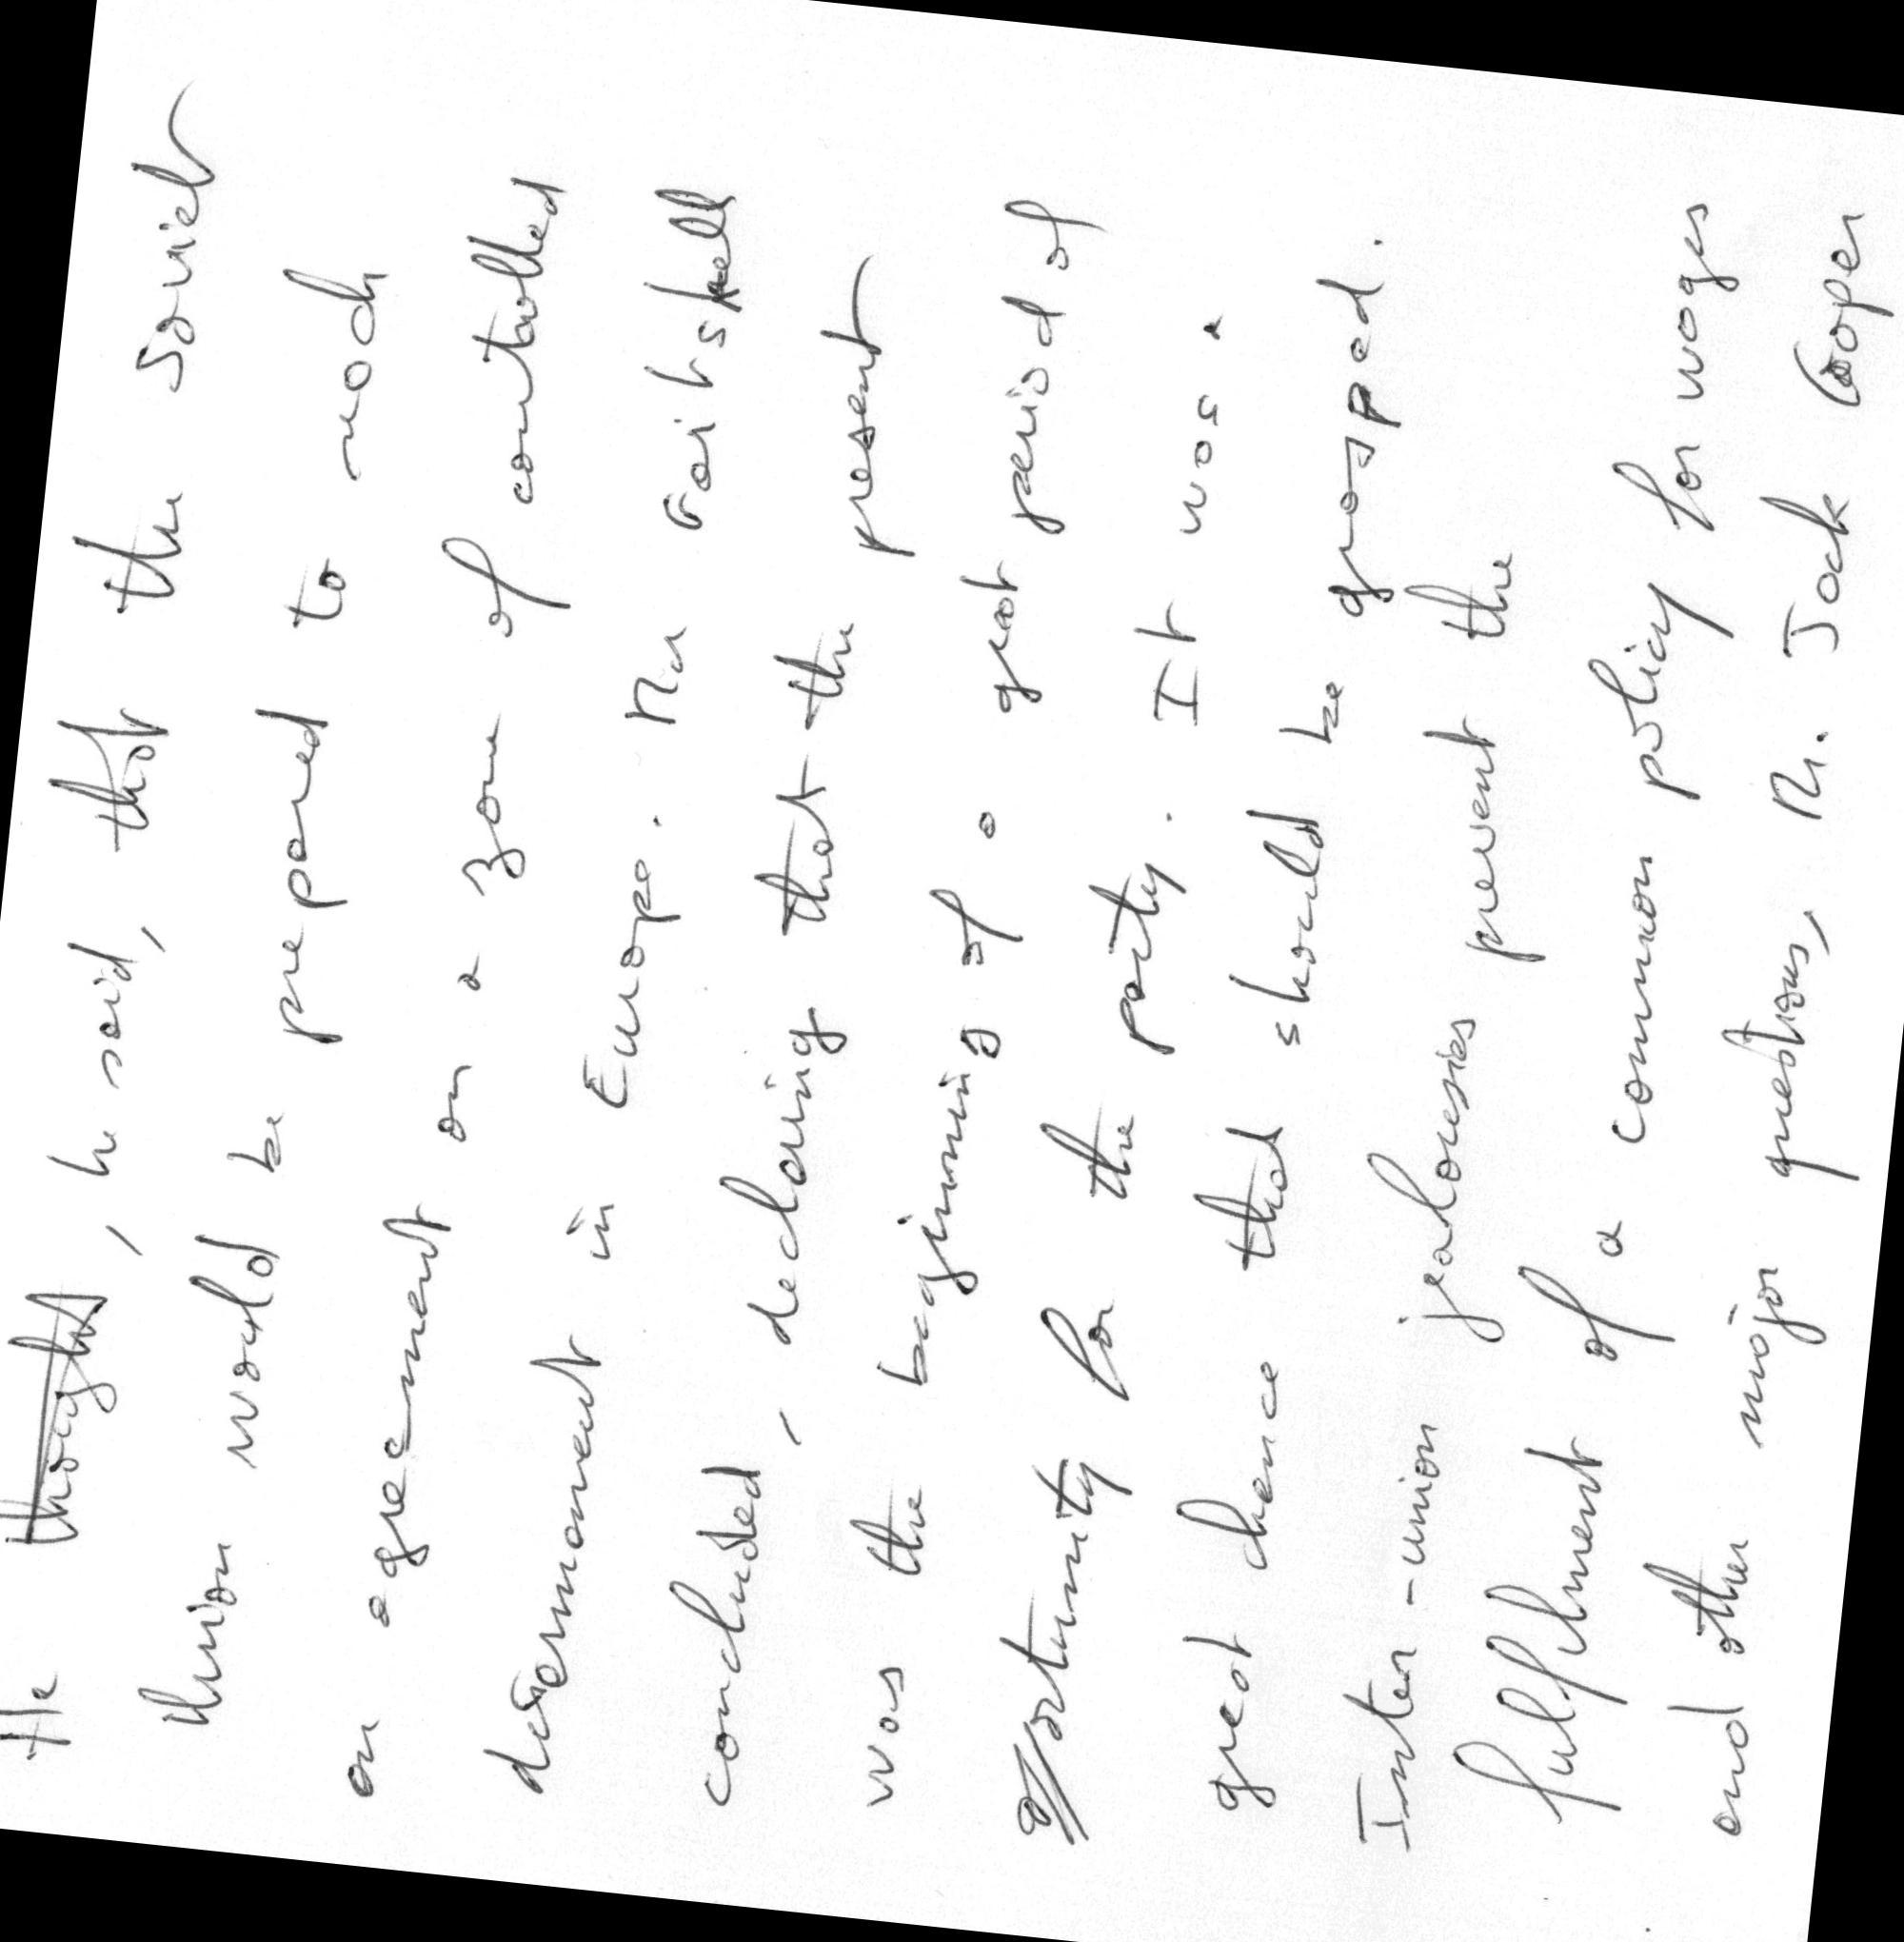 He thought, he said, that the Soviet
Union would be prepared to reach
an agreement on a zone of controlled
disarmament in Europe. Mr Gaitskell
concluded, declaring that the present
was the beginning of a great period of
opportunity for the party. It was a
great chance that should be grasped.
Inter-union jealousies prevent the
fulfilment of a common policy for wages
and other major questions, Mr. Jack Cooper